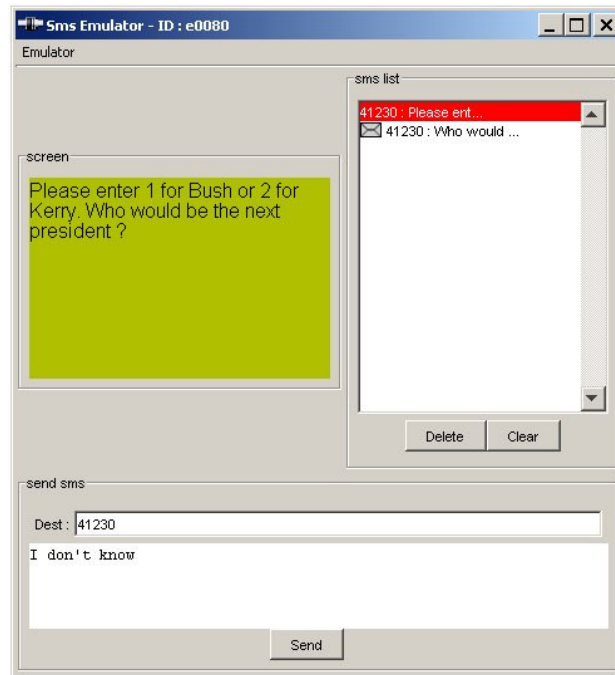 Sms Emulator - ID : e0080
Emulator
sms list
41230 : Please ent...
41230 : Who would ...
screen
Please enter 1 for Bush or 2 for
Kerry. Who would be the next
president ?
Delete
Clear
send sms
Dest : 41230
I don't know
Send